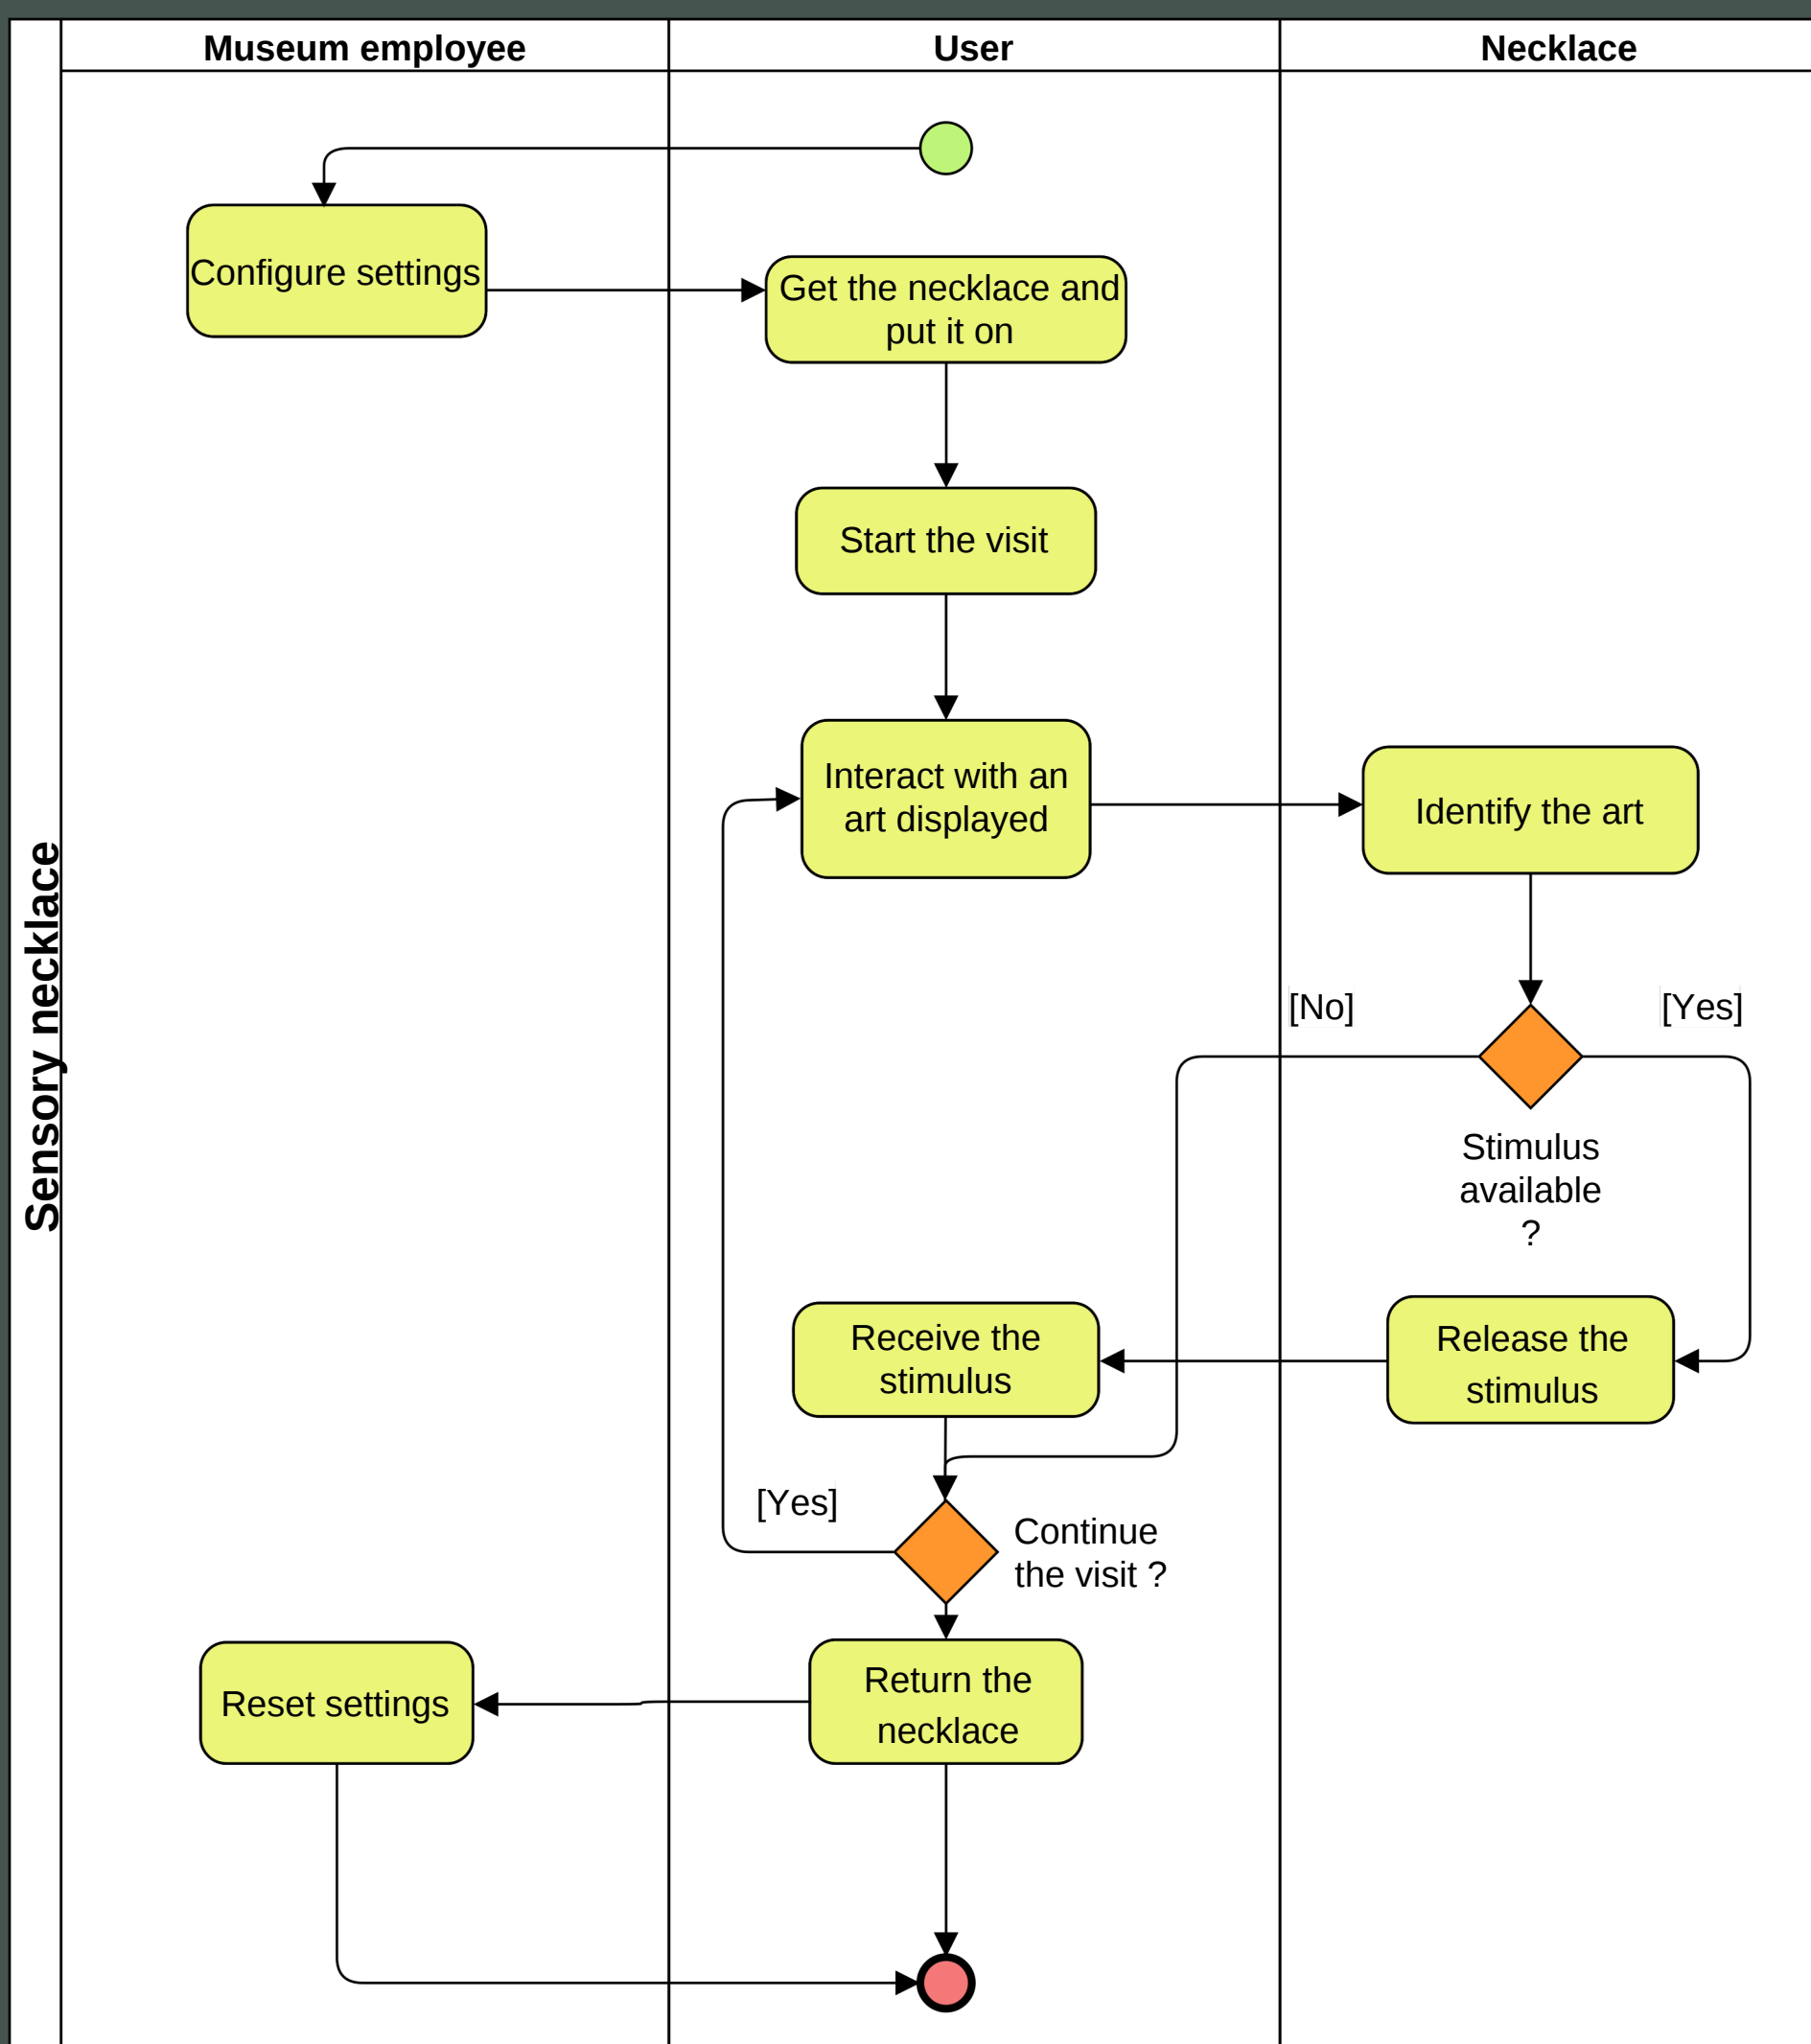 Museum employee
User
Necklace
Sensory necklace
Configure settings
Get the necklace and
put it on
Start the visit
Interact with an
art displayed
Identify the art
[No]
[Yes]
Stimulus
available
?
Receive the
stimulus
Release the
stimulus
[Yes]
Continue
the visit ?
Return the
necklace
Reset settings